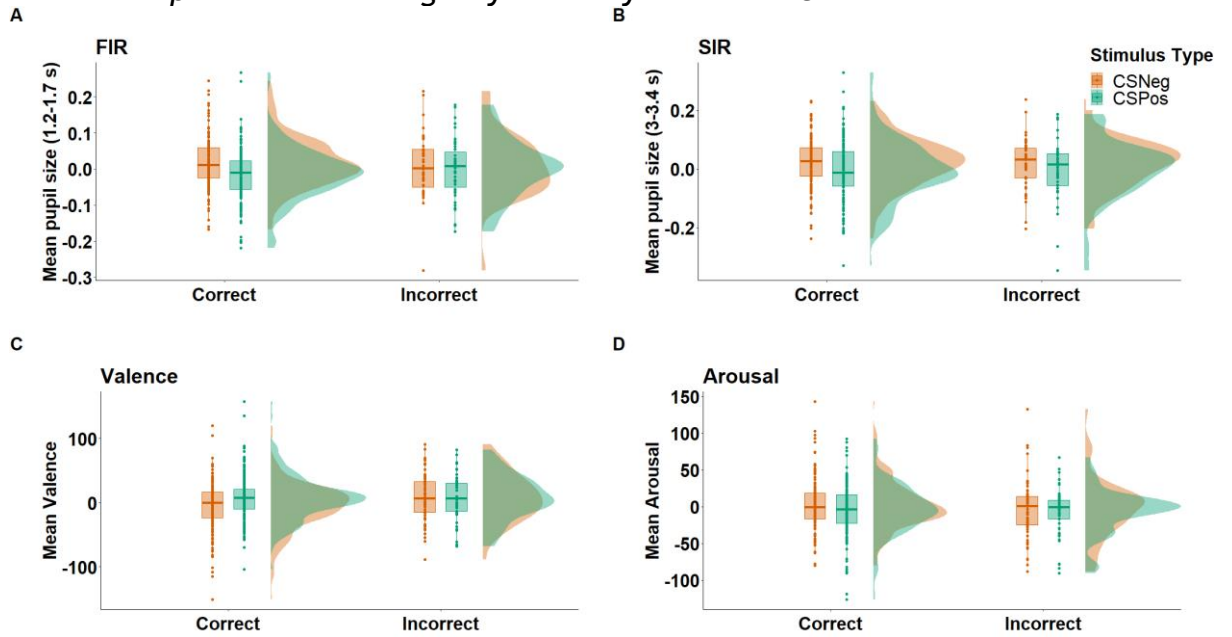 A
B
FIR
Mean pupil size (1.2-1.7 s)
0.2
0.1
0.0
-0.1
-0.2
-0.3
Correct
Incorrect
SIR
Stimulus Type
CSNeg
CSPos
Mean pupil size (3-3.4 s)
0.2
0.0
-0.2
Correct
Incorrect
C
D
Valence
Mean Valence
100
0
-100
Correct
Incorrect
Arousal
Mean Arousal
150
100
50
0
-50
-100
Correct
Incorrect